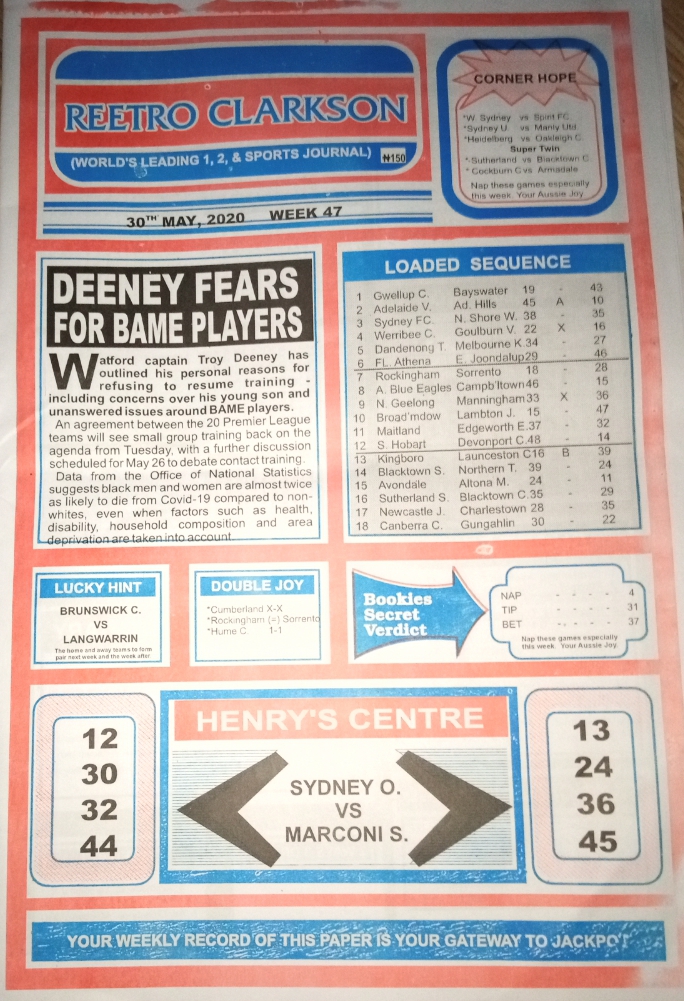 REETRO CLARKSON
(WORLD'S LEADING 1, 2, & SPORTS JOURNAL) ₦150
30TH MAY, 2020 WEEK 47
CORNER HOPE
*W. Sydney vs Spirit FC
*Sydney U. vs Manly Utd
*Heidelberg vs Oakleigh C.
Super Twin
*Sutherland vs Blacktown C
* Cockburn C vs Armadale
Nap these games especially
this week. Your Aussie Joy
DEENEY FEARS
FOR BAME PLAYERS
Watford captain Troy Deeney has
outlined his personal reasons for
refusing to resume training -
including concerns over his young son and
unanswered issues around BAME players.
An agreement between the 20 Premier League
teams will see small group training back on the
agenda from Tuesday, with a further discussion
scheduled for May 26 to debate contact training.
Data from the Office of National Statistics
suggests black men and women are almost twice
as likely to die from Covid-19 compared to non-
whites, even when factors such as health,
disability, household composition and area
deprivation are taken into account.
LOADED SEQUENCE
1 Gwellup C. Bayswater 19 - 43
2 Adelaide V. Ad. Hills 45 A 10
3 Sydney FC. N. Shore W. 38 - 35
4 Werribee C. Goulburn V. 22 X 16
5 Dandenong T. Melbourne K.34 - 27
6 FL. Athena E. Joondalup29 - 46
7 Rockingham Sorrento 18 - 28
8 A. Blue Eagles Campb'ltown46 - 15
9 N. Geelong Manningham33 X 36
10 Broad'mdow Lambton J. 15 - 47
11 Maitland Edgeworth E.37 - 32
12 S. Hobart Devonport C.48 - 14
13 Kingboro Launceston C16 B 39
14 Blacktown S. Northern T. 39 - 24
15 Avondale Altona M. 24 - 11
16 Sutherland S. Blacktown C.35 - 29
17 Newcastle J. Charlestown 28 - 35
18 Canberra C. Gungahlin 30 - 22
LUCKY HINT
BRUNSWICK C.
VS
LANGWARRIN
The home and away teams to form
pair next week and the week after
DOUBLE JOY
*Cumberland X-X
*Rockingham (=) Sorrento
*Hume C. 1-1
Bookies
Secret
Verdict
NAP - - - - 4
TIP - - - - 31
BET - - - - 37
Nap these games especially
this week. Your Aussie Joy.
12
30
32
44
HENRY'S CENTRE
SYDNEY O.
VS
MARCONI S.
13
24
36
45
YOUR WEEKLY RECORD OF THIS PAPER IS YOUR GATEWAY TO JACKPOT